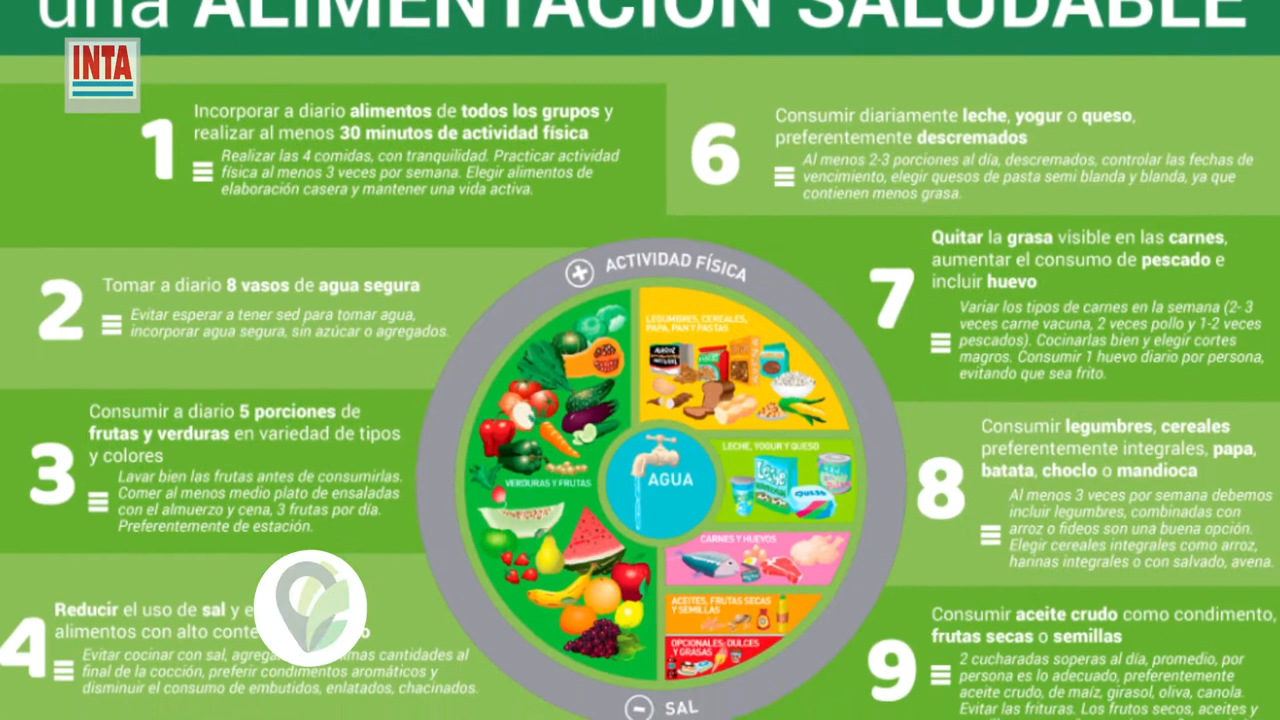 una ALIMENTACIÓN SALUDABLE
INTA
1
Incorporar a diario alimentos de todos los grupos y
realizar al menos 30 minutos de actividad física
Realizar las 4 comidas, con tranquilidad. Practicar actividad
física al menos 3 veces por semana. Elegir alimentos de
elaboración casera y mantener una vida activa.
2
Tomar a diario 8 vasos de agua segura
Evitar esperar a tener sed para tomar agua,
incorporar agua segura, sin azúcar o agregados.
3
Consumir a diario 5 porciones de
frutas y verduras en variedad de tipos
y colores
Lavar bien las frutas antes de consumirlas.
Comer al menos medio plato de ensaladas
con el almuerzo y cena, 3 frutas por día.
Preferentemente de estación.
4
Reducir el uso de sal y e
alimentos con alto conte o
Evitar cocinar con sal, agrega imas cantidades al
final de la cocción, preferir condimentos aromáticos y
disminuir el consumo de embutidos, enlatados, chacinados.
ACTIVIDAD FÍSICA
LEGUMBRES, CEREALES,
PAPA, PAN Y PASTAS
ARROZ
VERDURAS Y FRUTAS
AGUA
LECHE, YOGUR Y QUESO
QUESO
CARNES Y HUEVOS
ACEITES, FRUTAS SECAS
Y SEMILLAS
OPCIONALES: DULCES
Y GRASAS
SAL
6
Consumir diariamente leche, yogur o queso,
preferentemente descremados
Al menos 2-3 porciones al día, descremados, controlar las fechas de
vencimiento, elegir quesos de pasta semi blanda y blanda, ya que
contienen menos grasa.
7
Quitar la grasa visible en las carnes,
aumentar el consumo de pescado e
incluir huevo
Variar los tipos de carnes en la semana (2- 3
veces carne vacuna, 2 veces pollo y 1-2 veces
pescados). Cocinarlas bien y elegir cortes
magros. Consumir 1 huevo diario por persona,
evitando que sea frito.
8
Consumir legumbres, cereales
preferentemente integrales, papa,
batata, choclo o mandioca
Al menos 3 veces por semana debemos
incluir legumbres, combinadas con
arroz o fideos son una buena opción.
Elegir cereales integrales como arroz,
harinas integrales o con salvado, avena.
9
Consumir aceite crudo como condimento,
frutas secas o semillas
2 cucharadas soperas al día, promedio, por
persona es lo adecuado, preferentemente
aceite crudo, de maíz, girasol, oliva, canola.
Evitar las frituras. Los frutos secos, aceites y